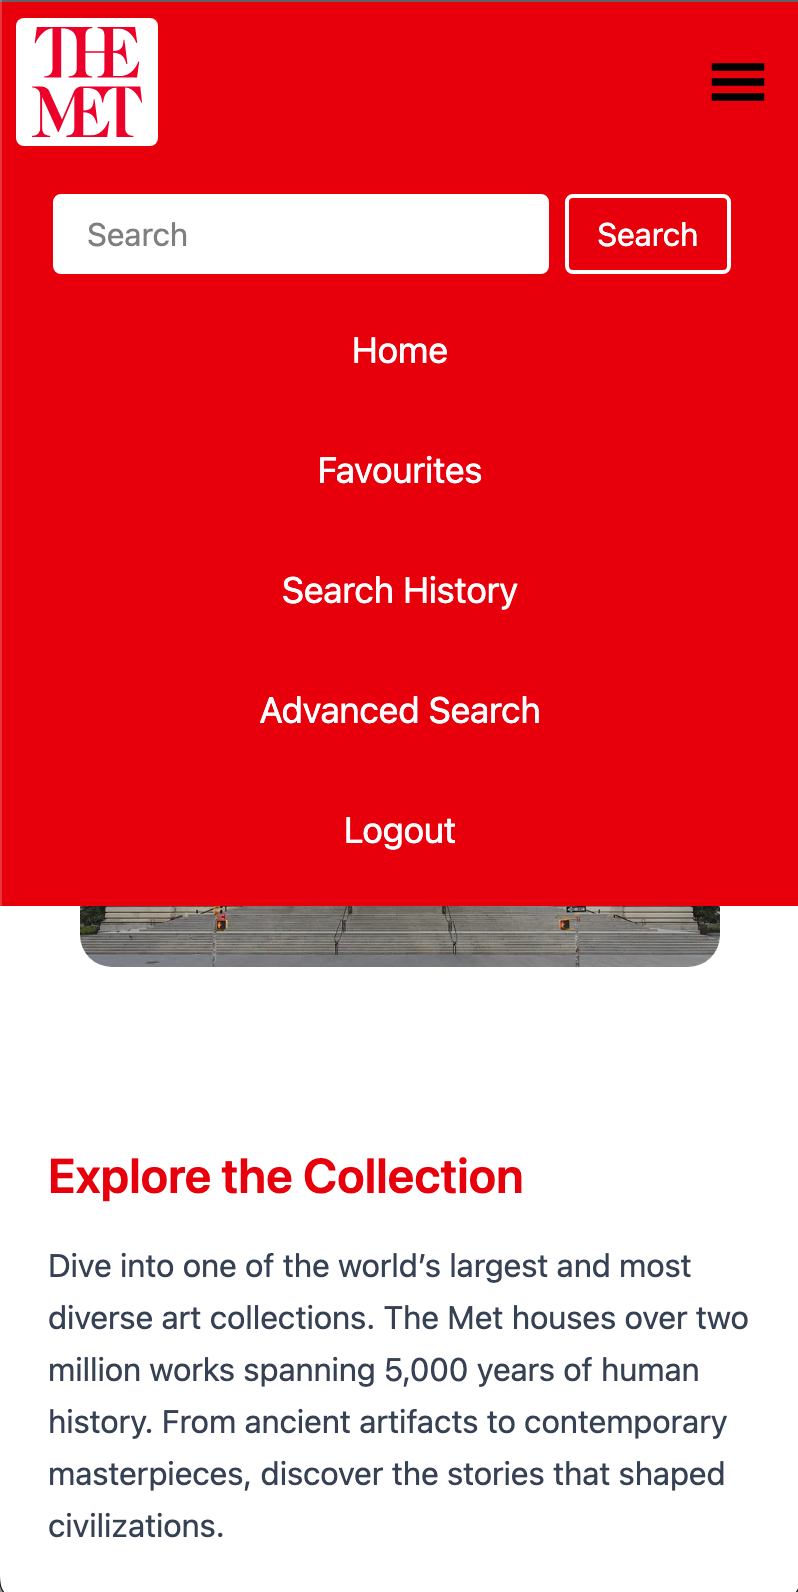 THE
MET
Search
Search
Home
Favourites
Search History
Advanced Search
Logout
Explore the Collection
Dive into one of the world’s largest and most
diverse art collections. The Met houses over two
million works spanning 5,000 years of human
history. From ancient artifacts to contemporary
masterpieces, discover the stories that shaped
civilizations.